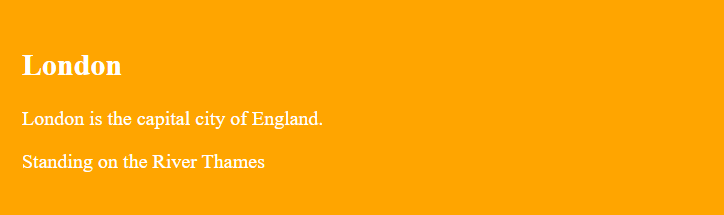 London
London is the capital city of England.
Standing on the River Thames